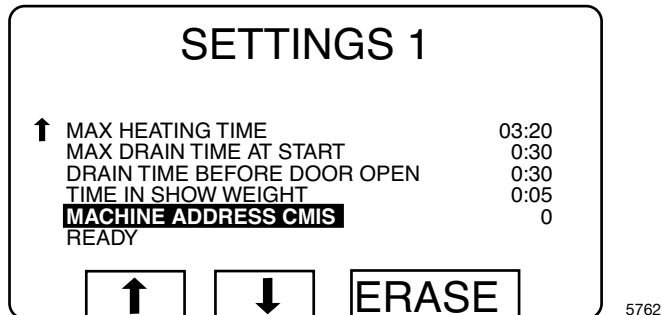 SETTINGS 1
MAX HEATING TIME 03:20
MAX DRAIN TIME AT START 0:30
DRAIN TIME BEFORE DOOR OPEN 0:30
TIME IN SHOW WEIGHT 0:05
MACHINE ADDRESS CMIS 0
READY
ERASE
5762